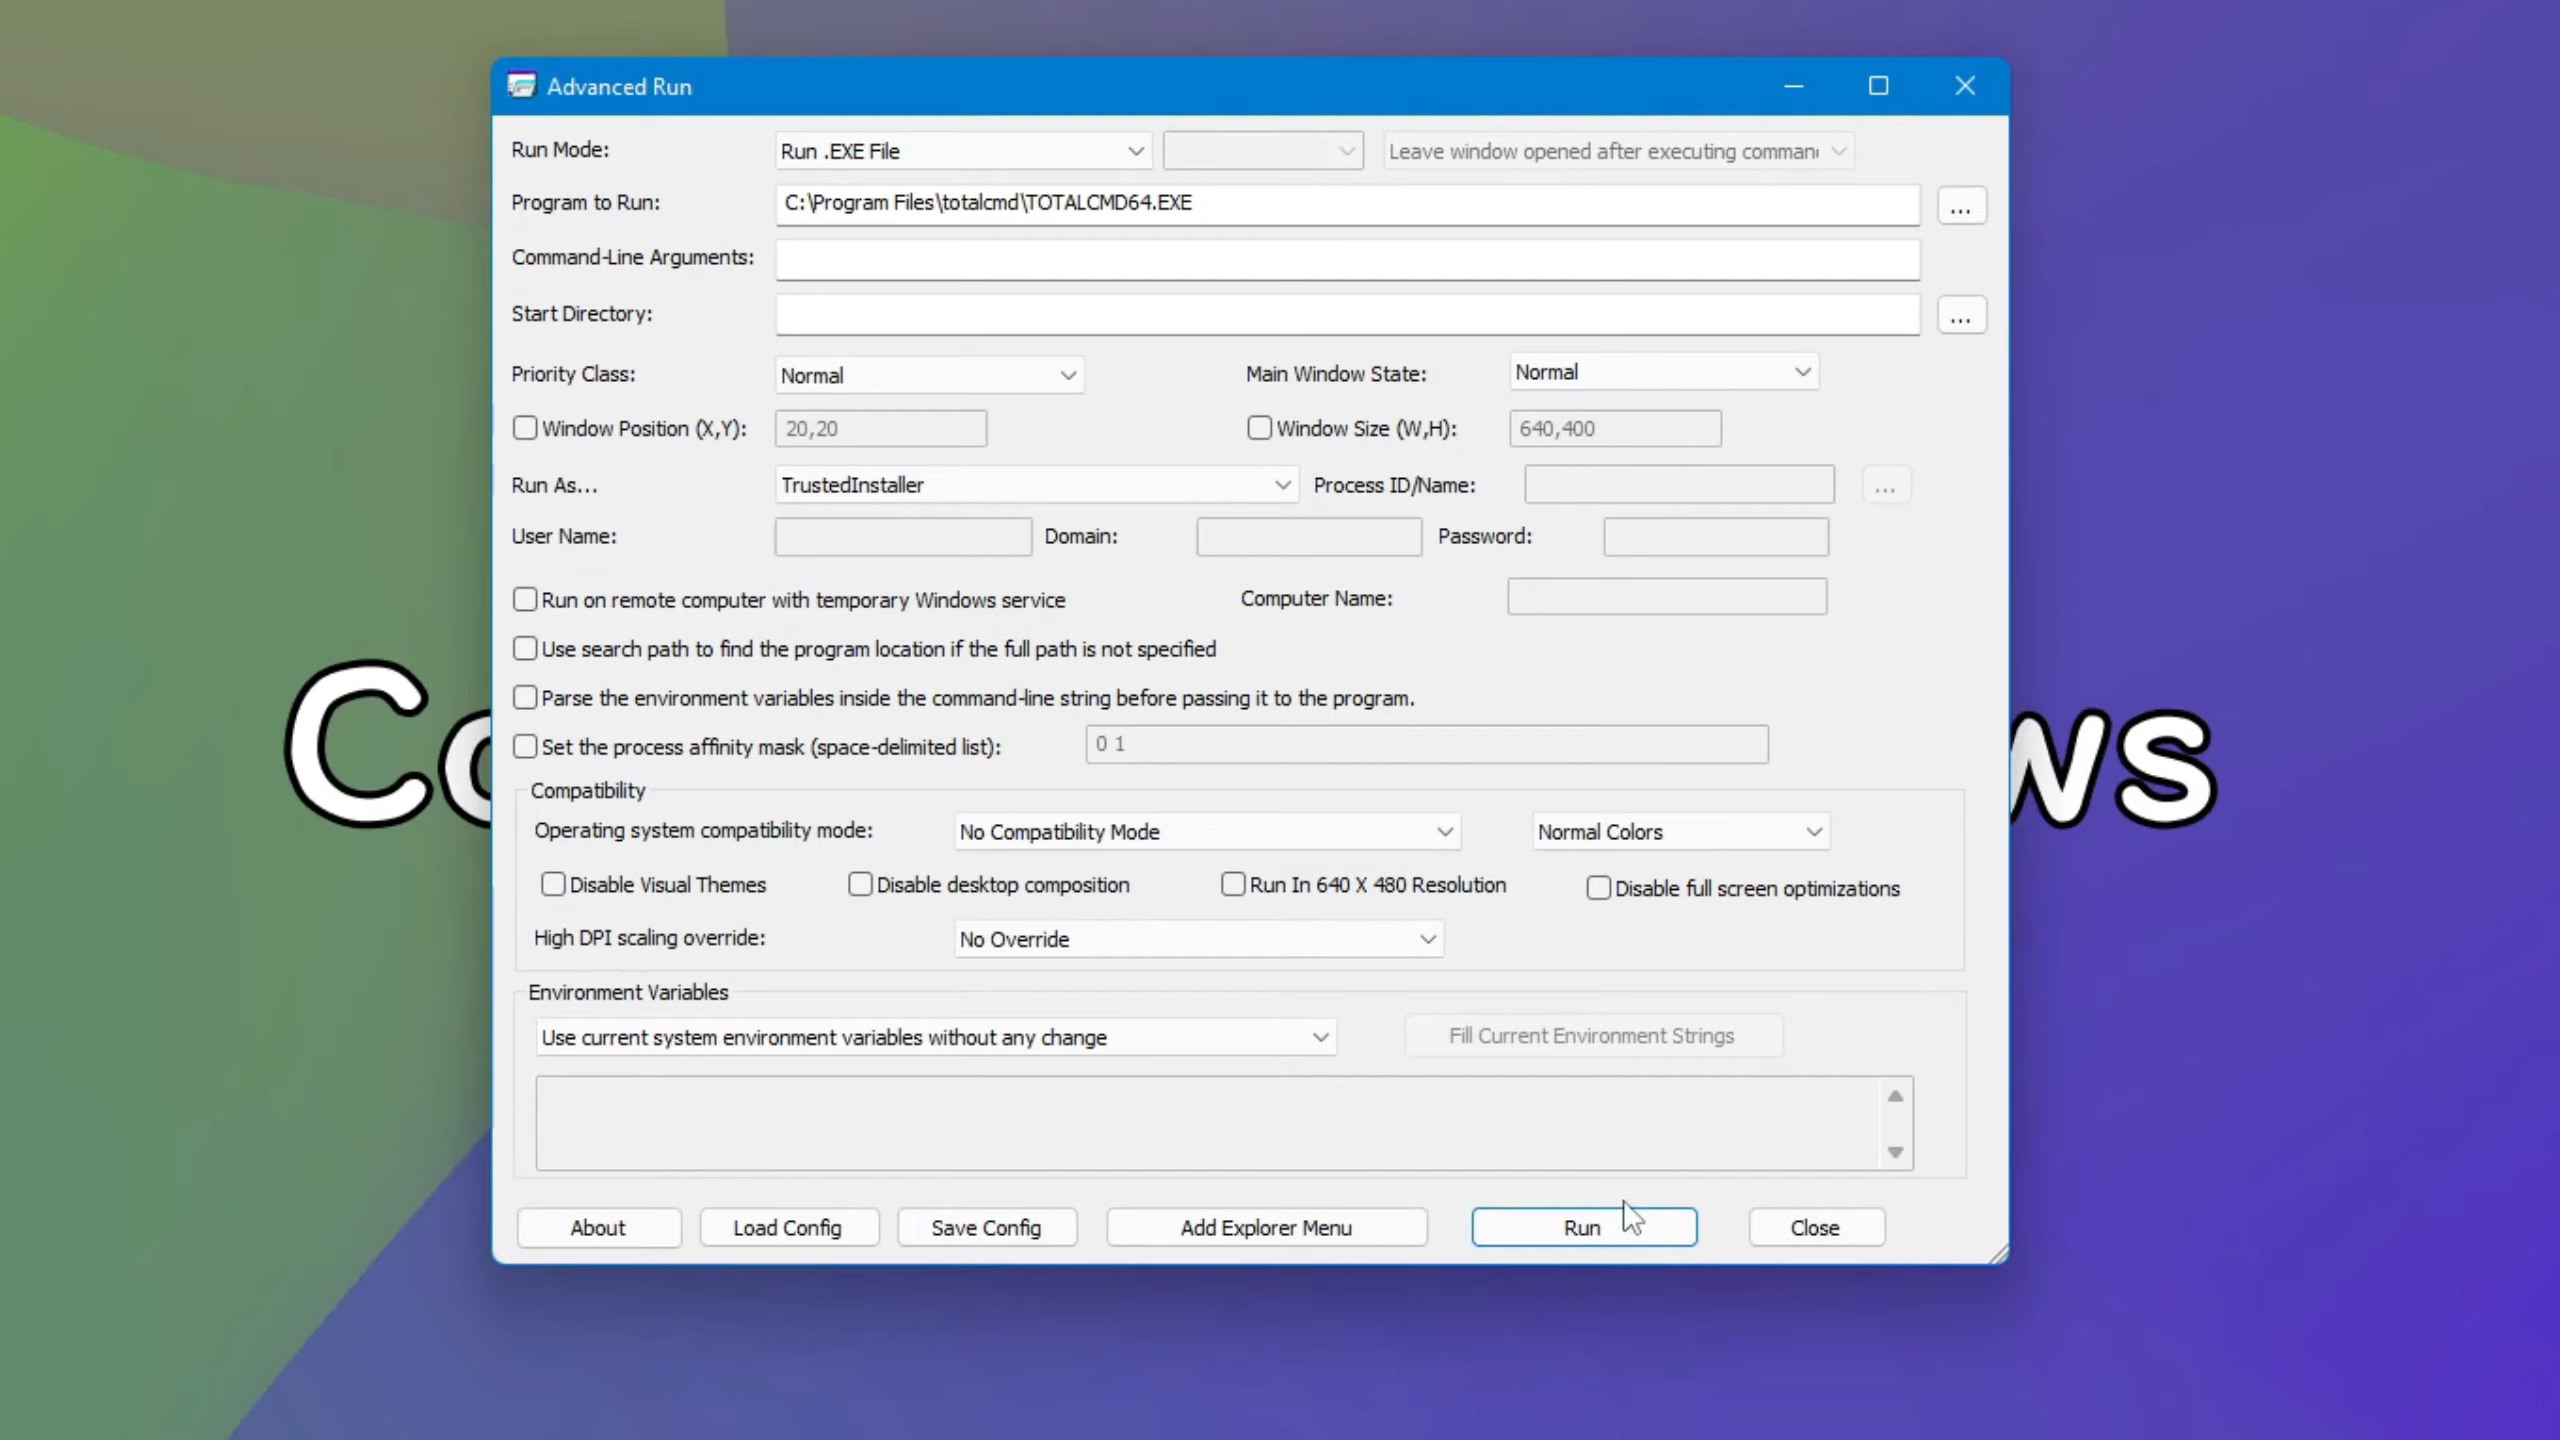 Advanced Run
Run Mode: Run .EXE File Leave window opened after executing comman
Program to Run: C:\Program Files\totalcmd\TOTALCMD64.EXE ...
Command-Line Arguments:
Start Directory: ...
Priority Class: Normal Main Window State: Normal
Window Position (X,Y): 20,20 Window Size (W,H): 640,400
Run As... TrustedInstaller Process ID/Name: ...
User Name: Domain: Password:
Run on remote computer with temporary Windows service Computer Name:
Use search path to find the program location if the full path is not specified
Parse the environment variables inside the command-line string before passing it to the program.
Set the process affinity mask (space-delimited list): 0 1
Co ws
Compatibility
Operating system compatibility mode: No Compatibility Mode Normal Colors
Disable Visual Themes Disable desktop composition Run In 640 X 480 Resolution Disable full screen optimizations
High DPI scaling override: No Override
Environment Variables
Use current system environment variables without any change Fill Current Environment Strings
About Load Config Save Config Add Explorer Menu Run Close